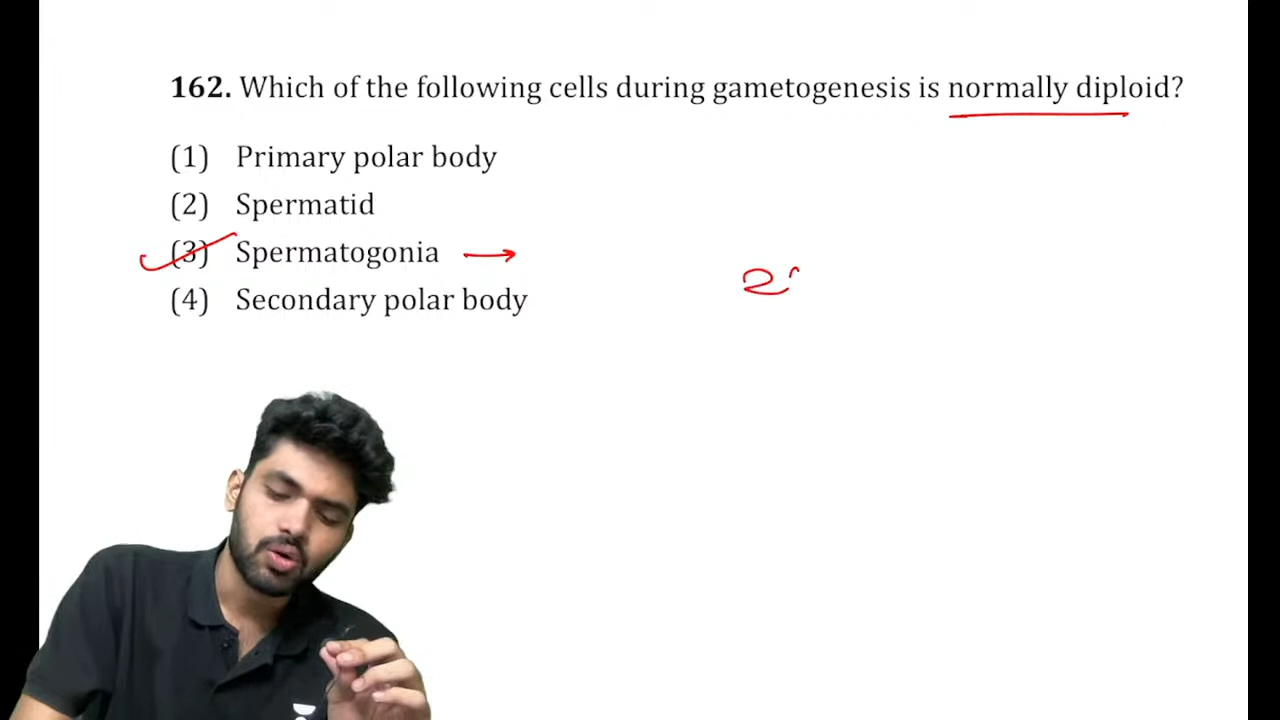 162. Which of the following cells during gametogenesis is normally diploid?
(1) Primary polar body
(2) Spermatid
(3) Spermatogonia →
(4) Secondary polar body
2